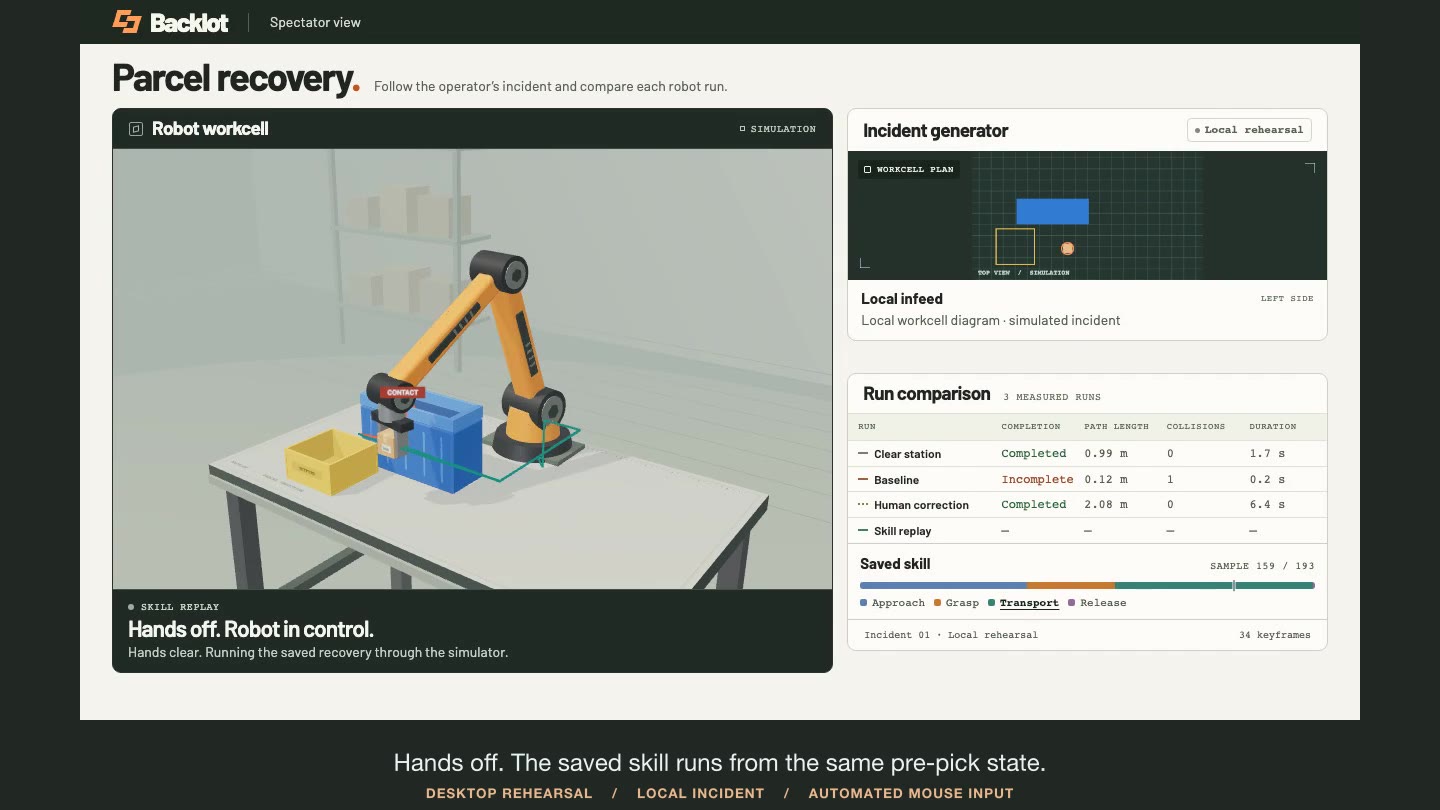 Backlot
Spectator view
Parcel recovery.
Follow the operator's incident and compare each robot run.
Robot workcell
SIMULATION
CONTACT
SKILL REPLAY
Hands off. Robot in control.
Hands clear. Running the saved recovery through the simulator.
Incident generator
Local rehearsal
WORKCELL PLAN
TOP VIEW / SIMULATION
Local infeed
LEFT SIDE
Local workcell diagram · simulated incident
Run comparison
3 MEASURED RUNS
RUN COMPLETION PATH LENGTH COLLISIONS DURATION
Clear station Completed 0.99 m 0 1.7 s
Baseline Incomplete 0.12 m 1 0.2 s
Human correction Completed 2.08 m 0 6.4 s
Skill replay — — — —
Saved skill
SAMPLE 159 / 193
Approach Grasp Transport Release
Incident 01 · Local rehearsal
34 keyframes
Hands off. The saved skill runs from the same pre-pick state.
DESKTOP REHEARSAL / LOCAL INCIDENT / AUTOMATED MOUSE INPUT